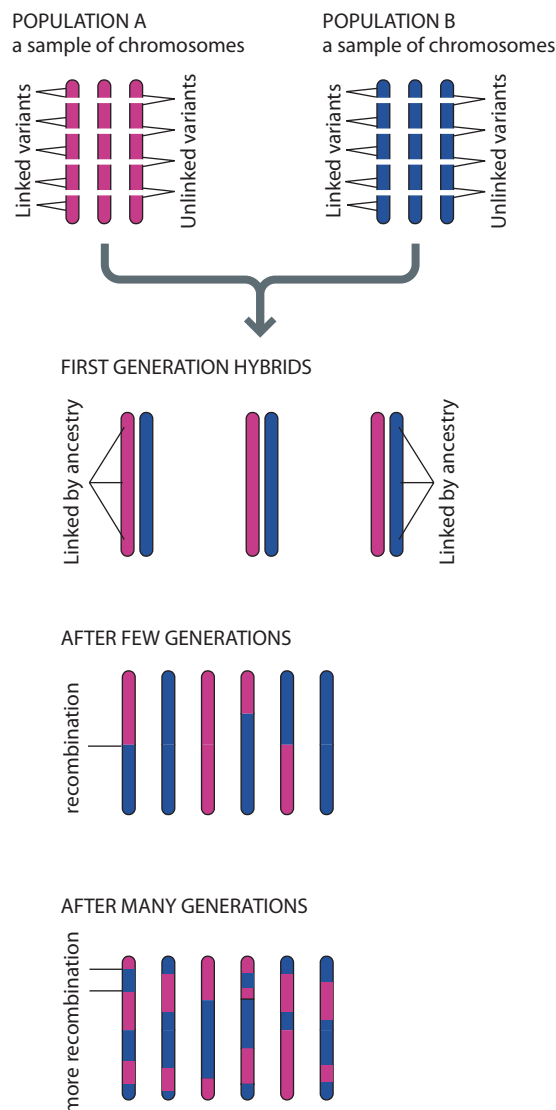 POPULATION A
a sample of chromosomes
POPULATION B
a sample of chromosomes
Linked variants
Unlinked variants
Linked variants
Unlinked variants
FIRST GENERATION HYBRIDS
Linked by ancestry
Linked by ancestry
AFTER FEW GENERATIONS
recombination
AFTER MANY GENERATIONS
more recombination